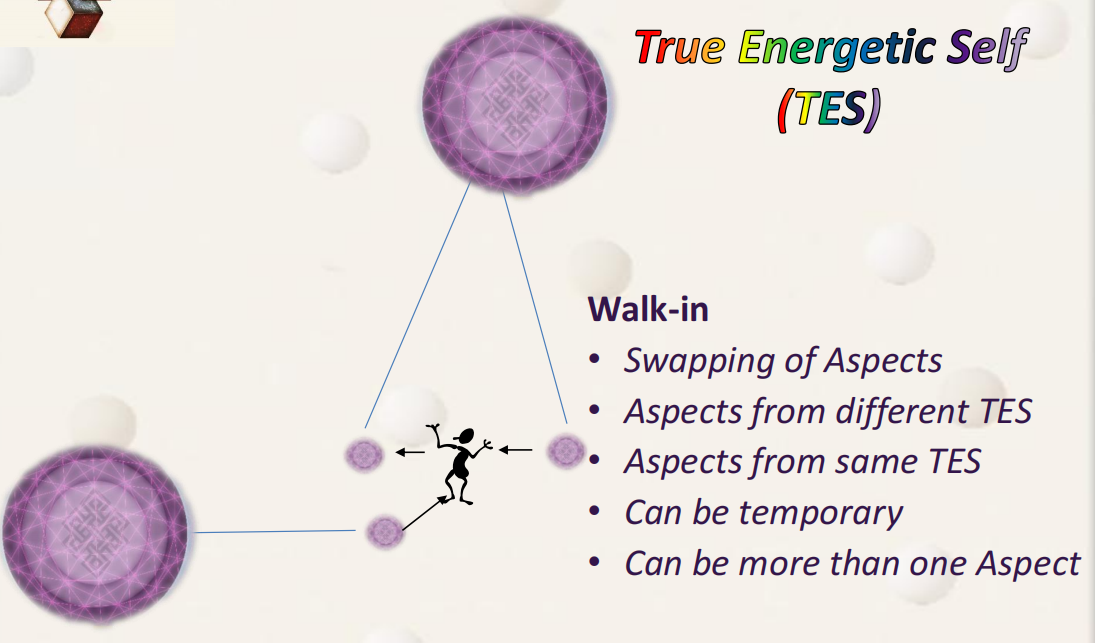 True Energetic Self
(TES)
Walk-in
• Swapping of Aspects
• Aspects from different TES
• Aspects from same TES
• Can be temporary
• Can be more than one Aspect